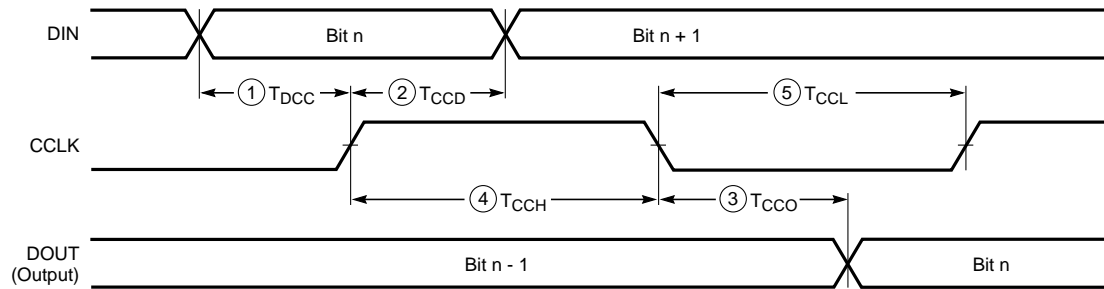 DIN
Bit n
Bit n + 1
1 TDCC
2 TCCD
5 TCCL
CCLK
4 TCCH
3 TCCO
DOUT
(Output)
Bit n - 1
Bit n